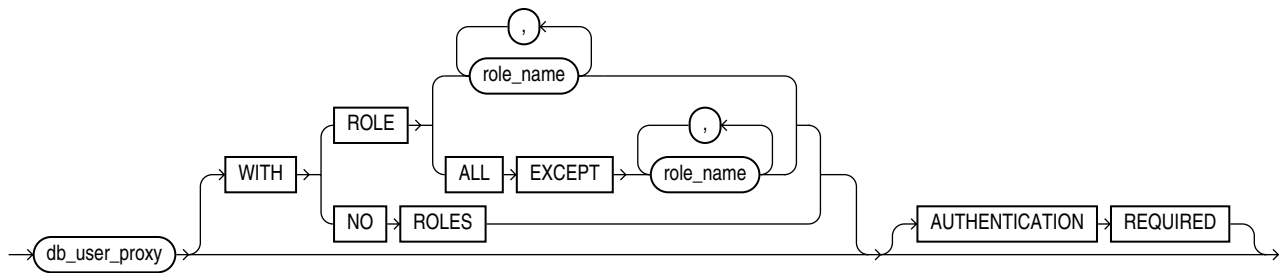 ,
role_name
ROLE
,
WITH
ALL EXCEPT role_name
NO ROLES
AUTHENTICATION REQUIRED
db_user_proxy